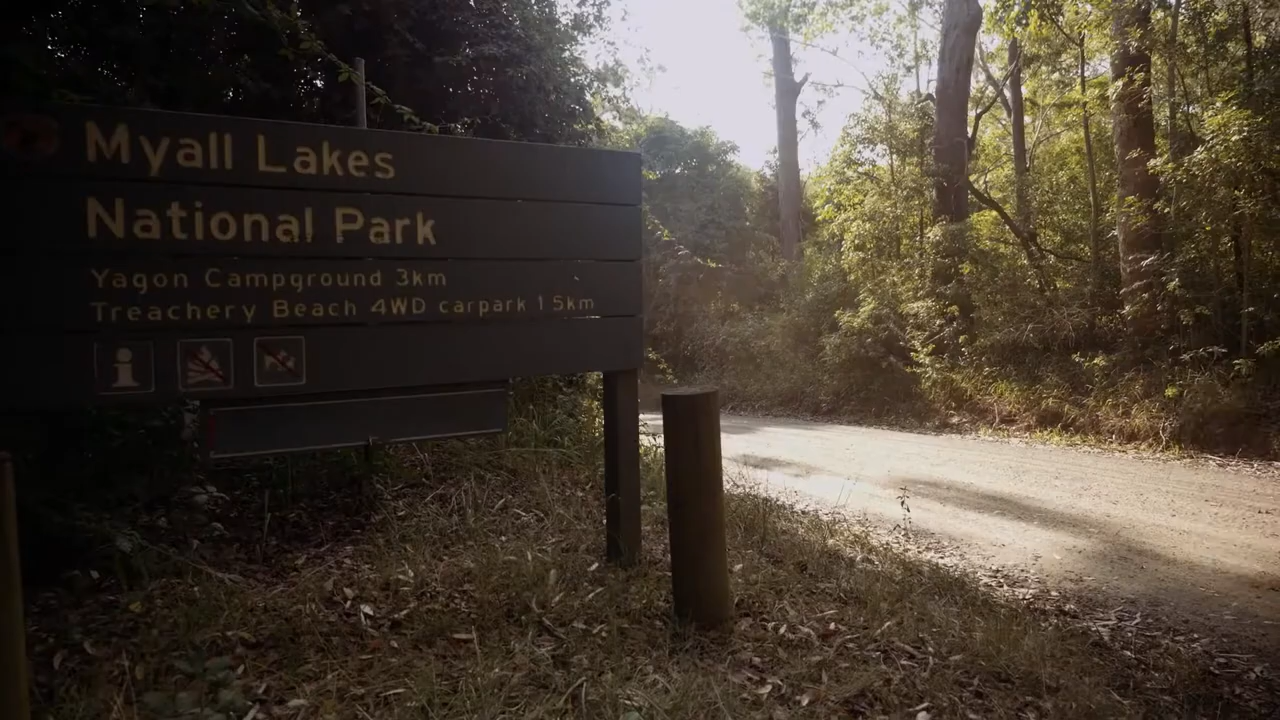 Myall Lakes
National Park
Yagon Campground 3km
Treachery Beach 4WD carpark 1 5km
i